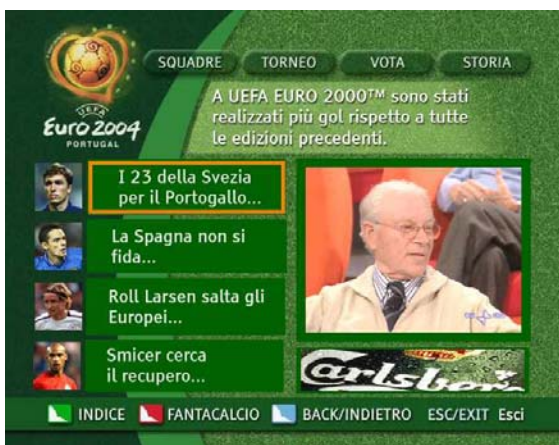 SQUADRE TORNEO VOTA STORIA
UEFA
Euro 2004
PORTUGAL
A UEFA EURO 2000™ sono stati
realizzati più gol rispetto a tutte
le edizioni precedenti.
I 23 della Svezia
per il Portogallo...
La Spagna non si
fida...
Roll Larsen salta gli
Europei...
Smicer cerca
il recupero...
Carlsberg
INDICE FANTACALCIO BACK/INDIETRO ESC/EXIT Esci